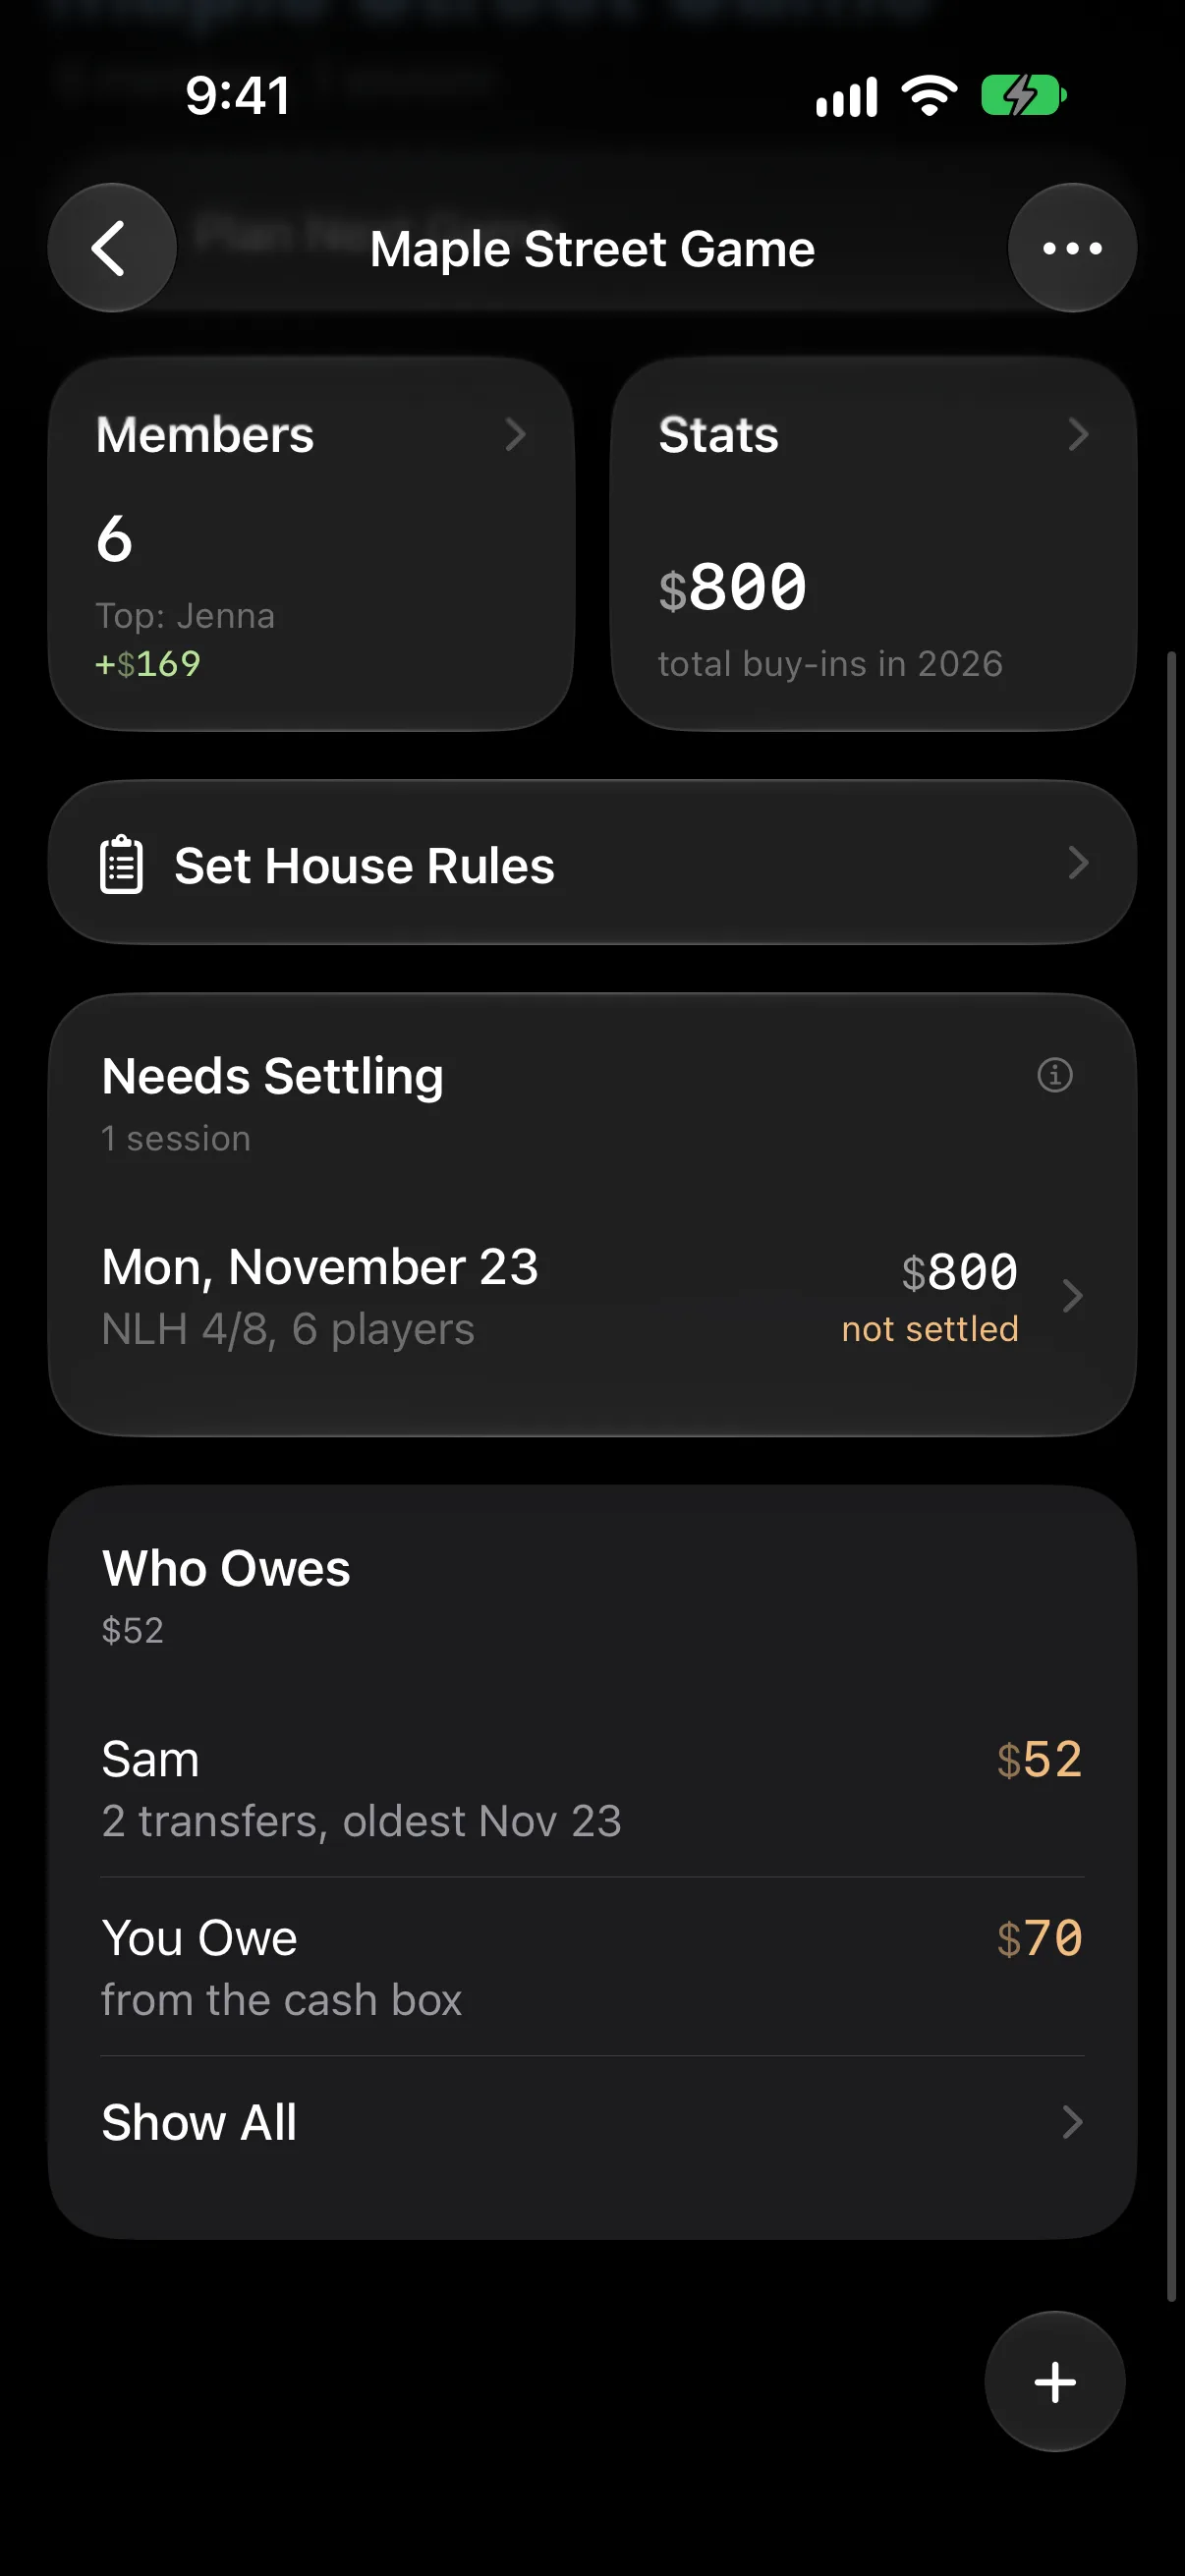 9:41
Maple Street Game
Members
6
Top: Jenna
+$169
Stats
$800
total buy-ins in 2026
Set House Rules
Needs Settling
1 session
Mon, November 23
$800
NLH 4/8, 6 players
not settled
Who Owes
$52
Sam
$52
2 transfers, oldest Nov 23
You Owe
$70
from the cash box
Show All